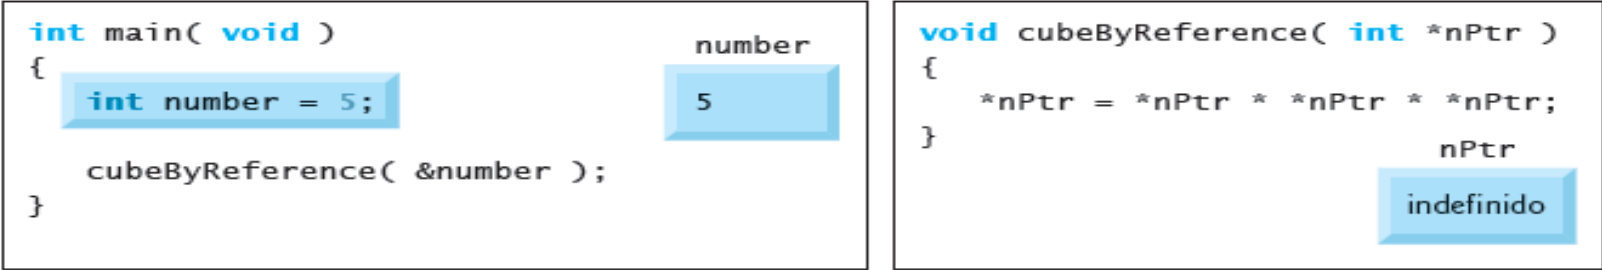 int main( void )
{
int number = 5;
cubeByReference( &number );
}
number
5
void cubeByReference( int *nPtr )
{
*nPtr = *nPtr * *nPtr * *nPtr;
}
nPtr
indefinido